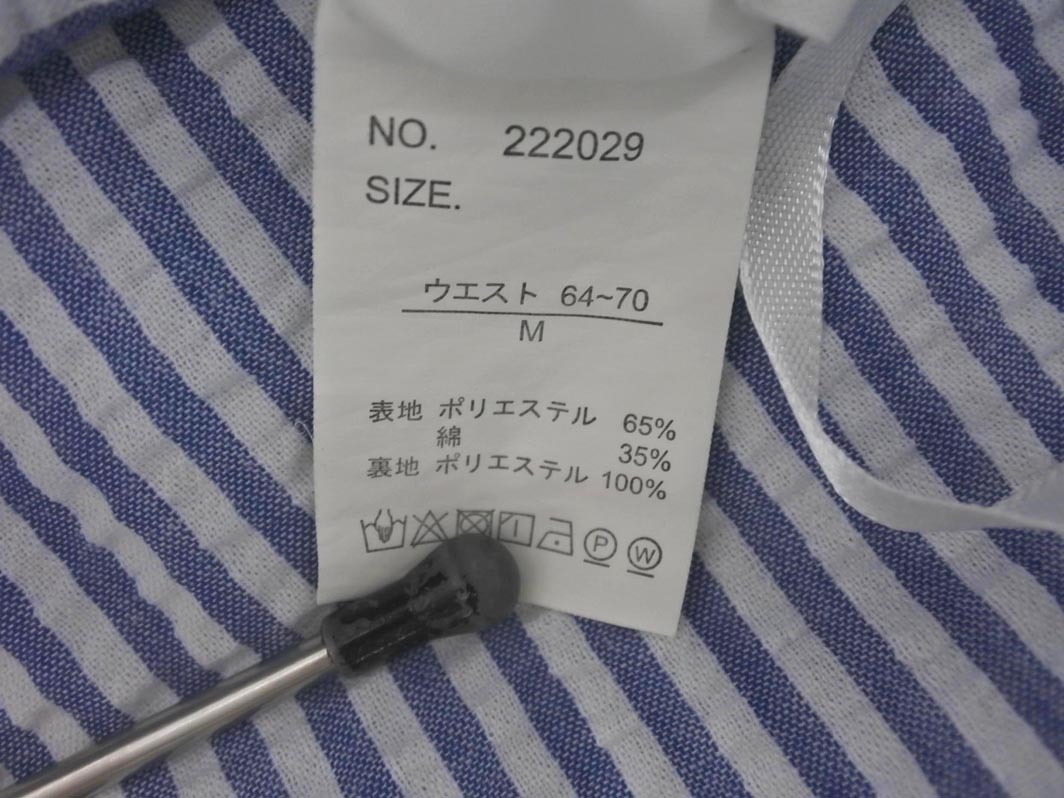 NO. 222029
SIZE.
ウエスト 64~70
M
表地 ポリエステル 65%
綿 35%
裏地 ポリエステル 100%
P W